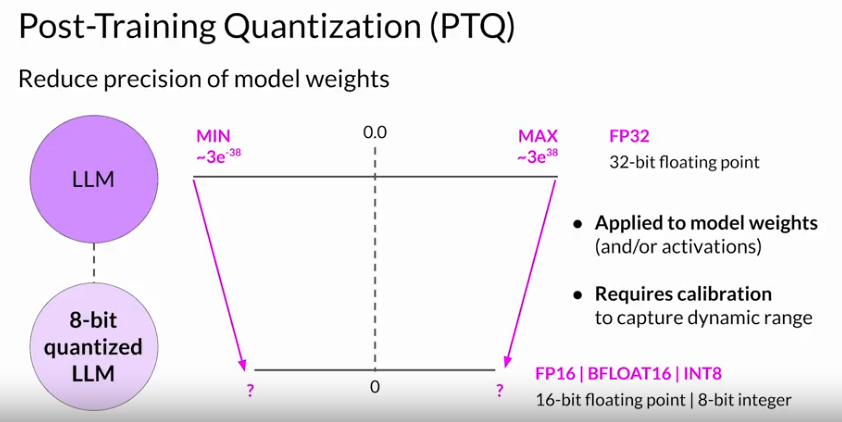 Post-Training Quantization (PTQ)
Reduce precision of model weights
LLM
MIN
~3e-38
0.0
MAX
~3e38
FP32
32-bit floating point
● Applied to model weights
(and/or activations)
● Requires calibration
to capture dynamic range
8-bit
quantized
LLM
?
0
?
FP16 | BFLOAT16 | INT8
16-bit floating point | 8-bit integer